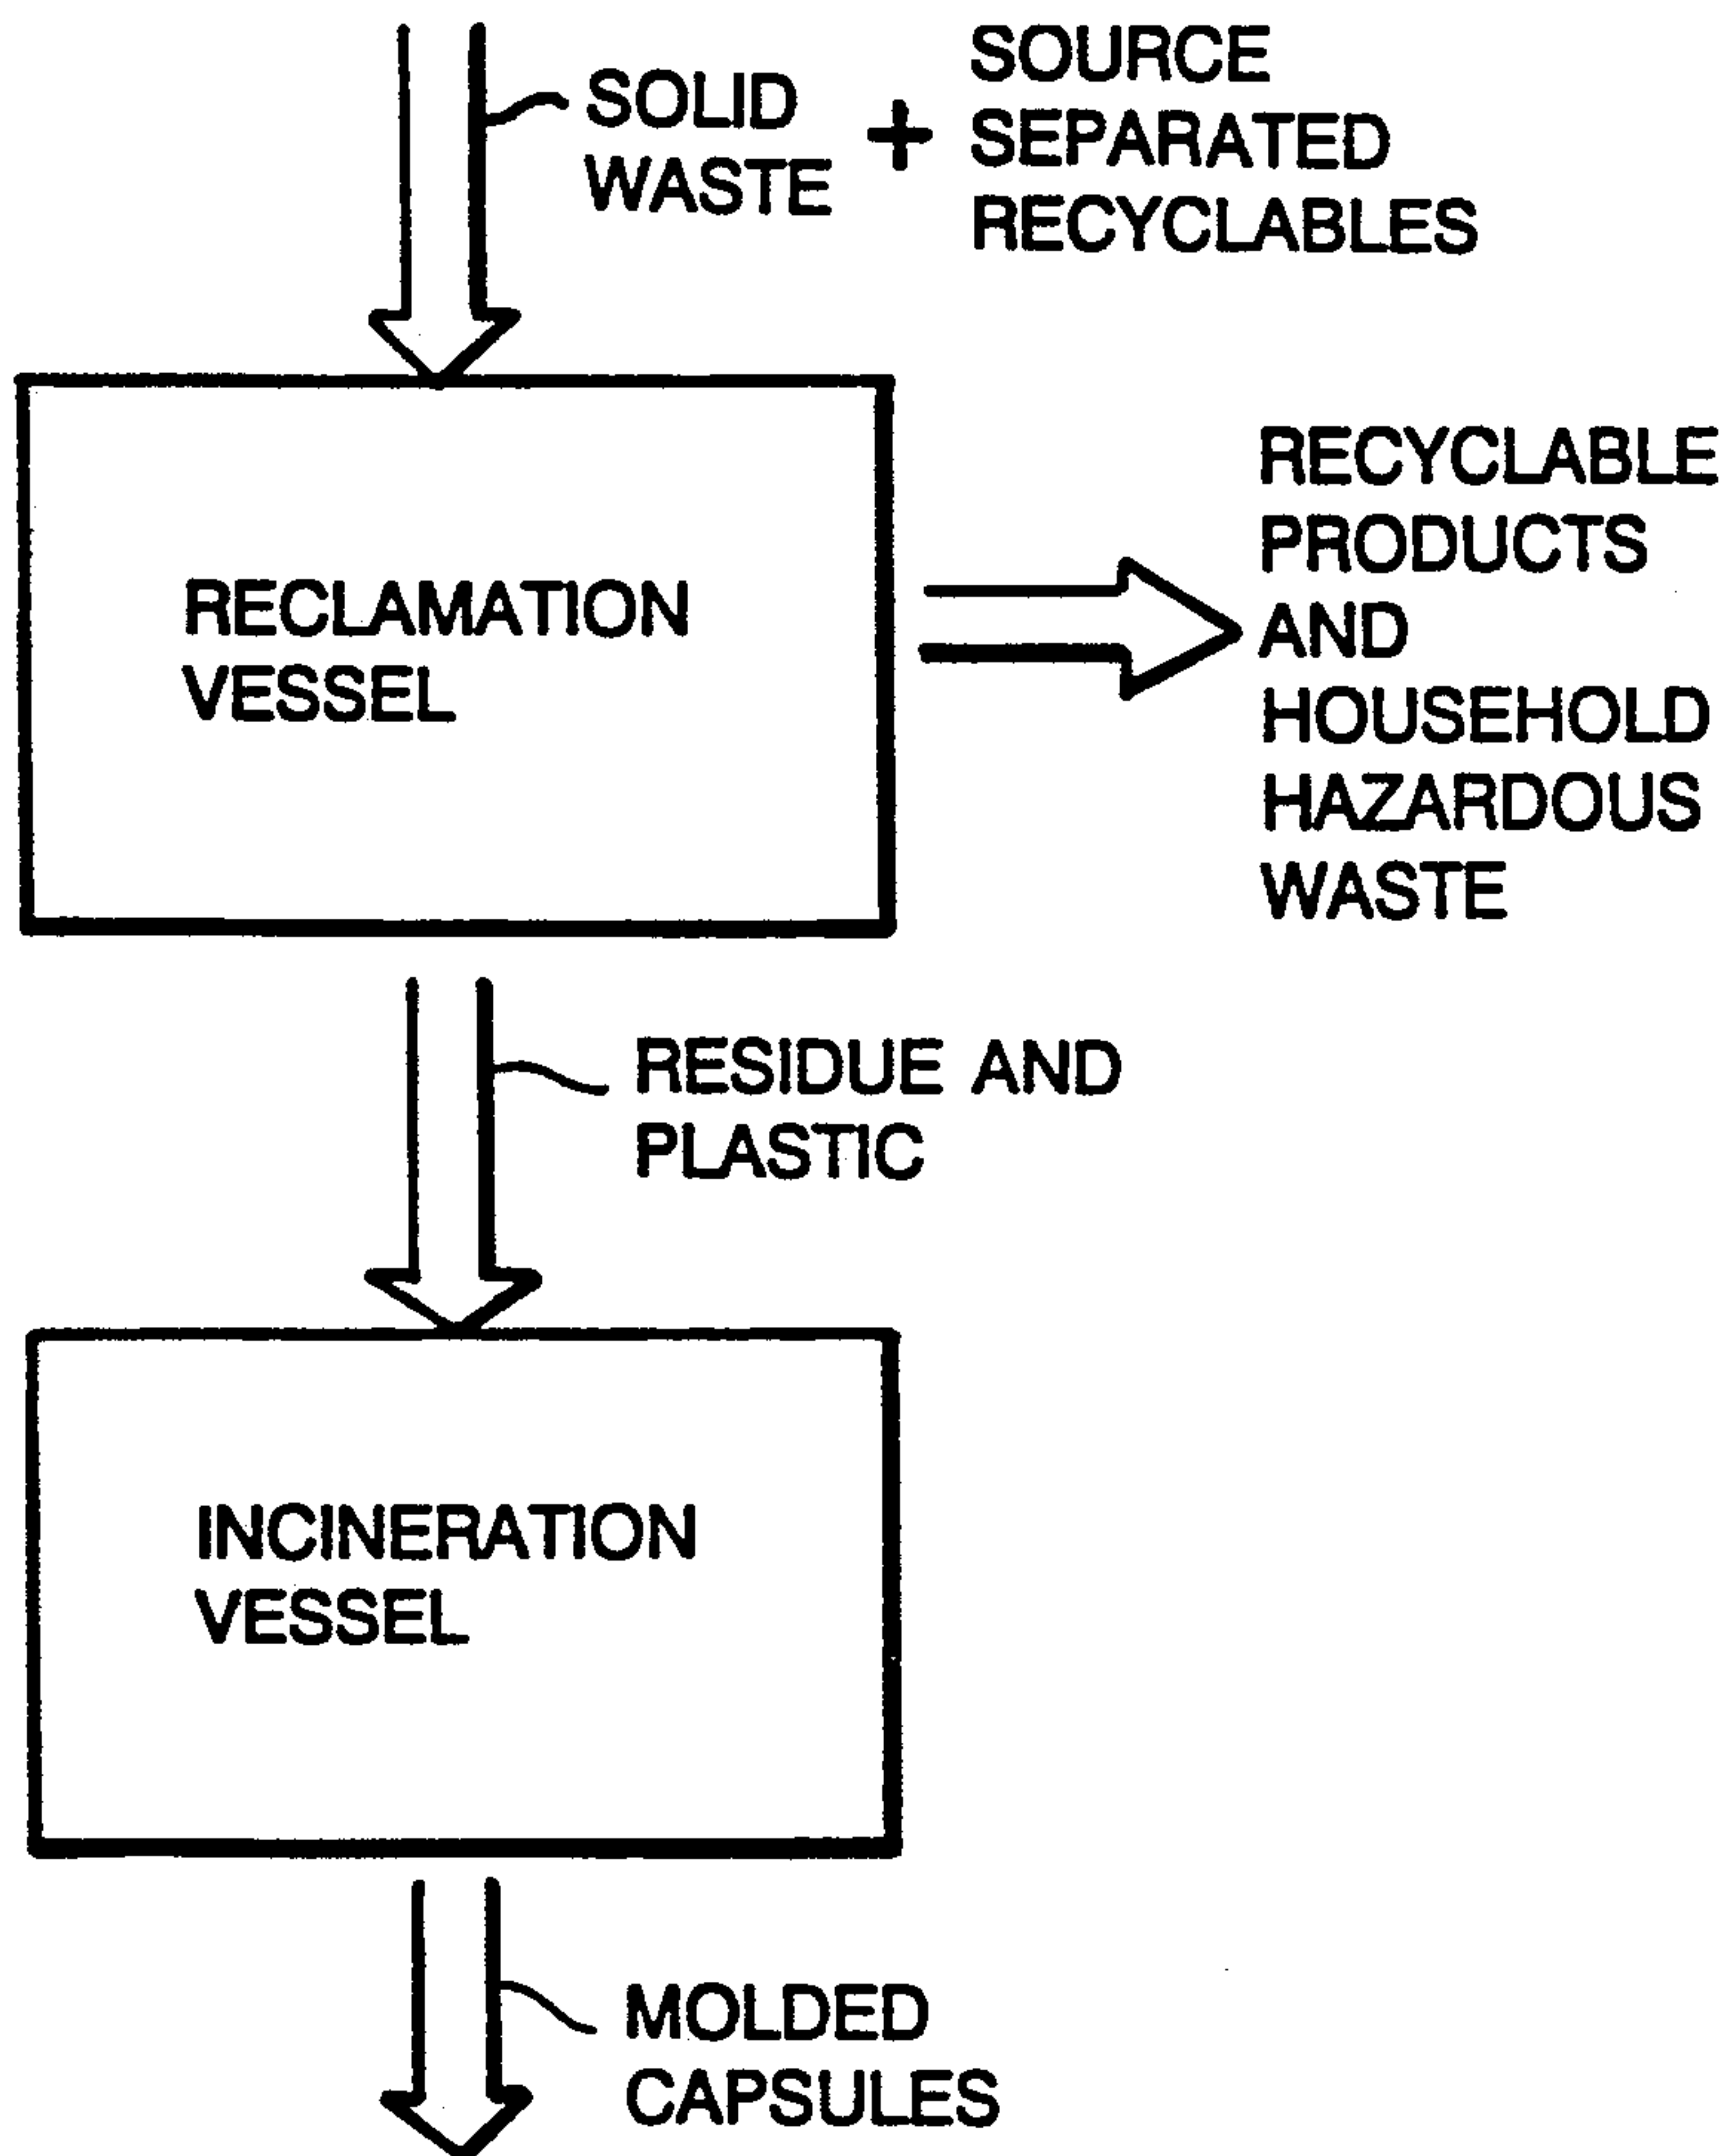 SOLID
WASTE
+
SOURCE
SEPARATED
RECYCLABLES
RECLAMATION
VESSEL
RECYCLABLE
PRODUCTS
AND
HOUSEHOLD
HAZARDOUS
WASTE
RESIDUE AND
PLASTIC
INCINERATION
VESSEL
MOLDED
CAPSULES